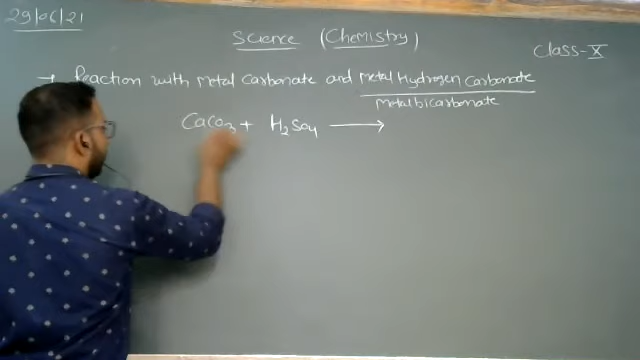 29/06/21
Science (Chemistry)
Class-X
→ Reaction with Metal Carbonate and Metal Hydrogen Carbonate
Metal bicarbonate
CaCO3 + H2SO4 →